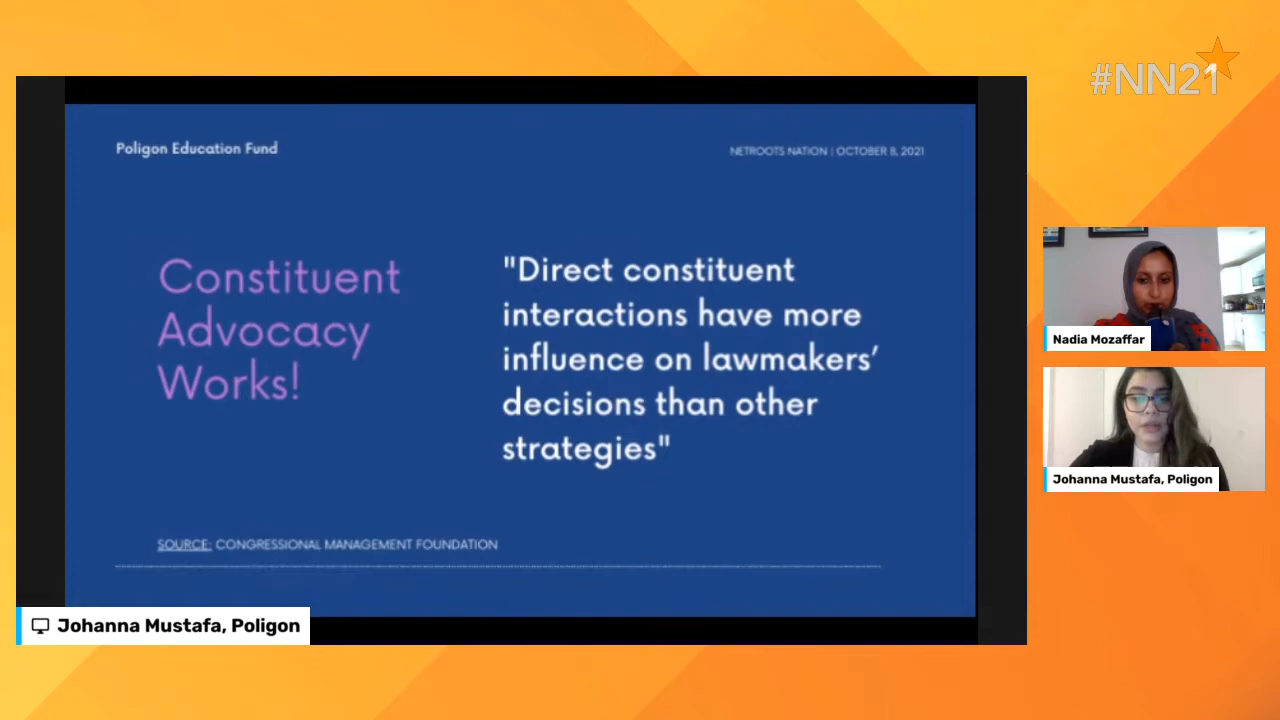 #NN21
Poligon Education Fund
NETROOTS NATION | OCTOBER 8, 2021
Constituent
Advocacy
Works!
"Direct constituent
interactions have more
influence on lawmakers’
decisions than other
strategies"
SOURCE: CONGRESSIONAL MANAGEMENT FOUNDATION
Johanna Mustafa, Poligon
Nadia Mozaffar
Johanna Mustafa, Poligon